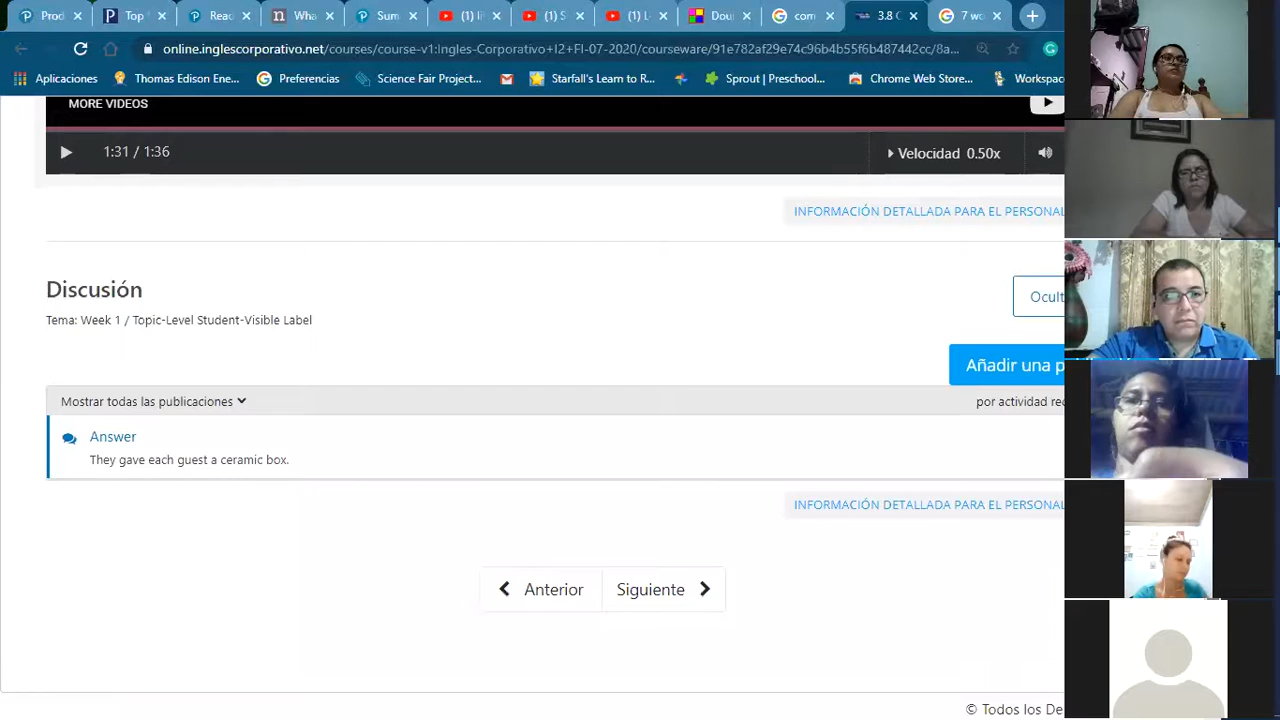 Prod
Top
Read
Wha
Sum
(1) li
(1) S
(1) L
Dou
com
3.8 C
7 wo
online.inglescorporativo.net/courses/course-v1:Ingles-Corporativo+I2+FI-07-2020/courseware/91e782af29e74c96b4b55f6b487442cc/8a...
Aplicaciones
Thomas Edison Ene...
Preferencias
Science Fair Project...
Starfall's Learn to R...
Sprout | Preschool...
Chrome Web Store...
Workspa
MORE VIDEOS
1:31 / 1:36
Velocidad 0.50x
INFORMACIÓN DETALLADA PARA EL PERSONAL
Discusión
Ocult
Tema: Week 1 / Topic-Level Student-Visible Label
Añadir una p
Mostrar todas las publicaciones
por actividad rec
Answer
They gave each guest a ceramic box.
INFORMACIÓN DETALLADA PARA EL PERSONAL
Anterior
Siguiente
© Todos los De